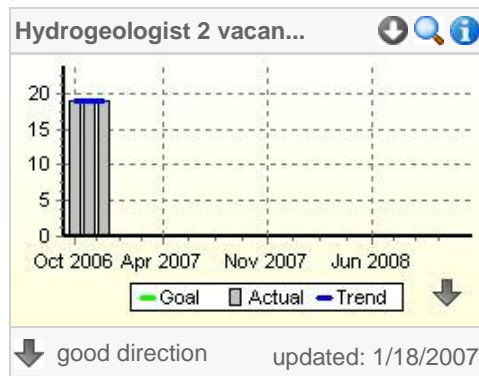 Hydrogeologist 2 vacan...
20
15
10
5
0
Oct 2006 Apr 2007 Nov 2007 Jun 2008
Goal Actual Trend
good direction updated: 1/18/2007